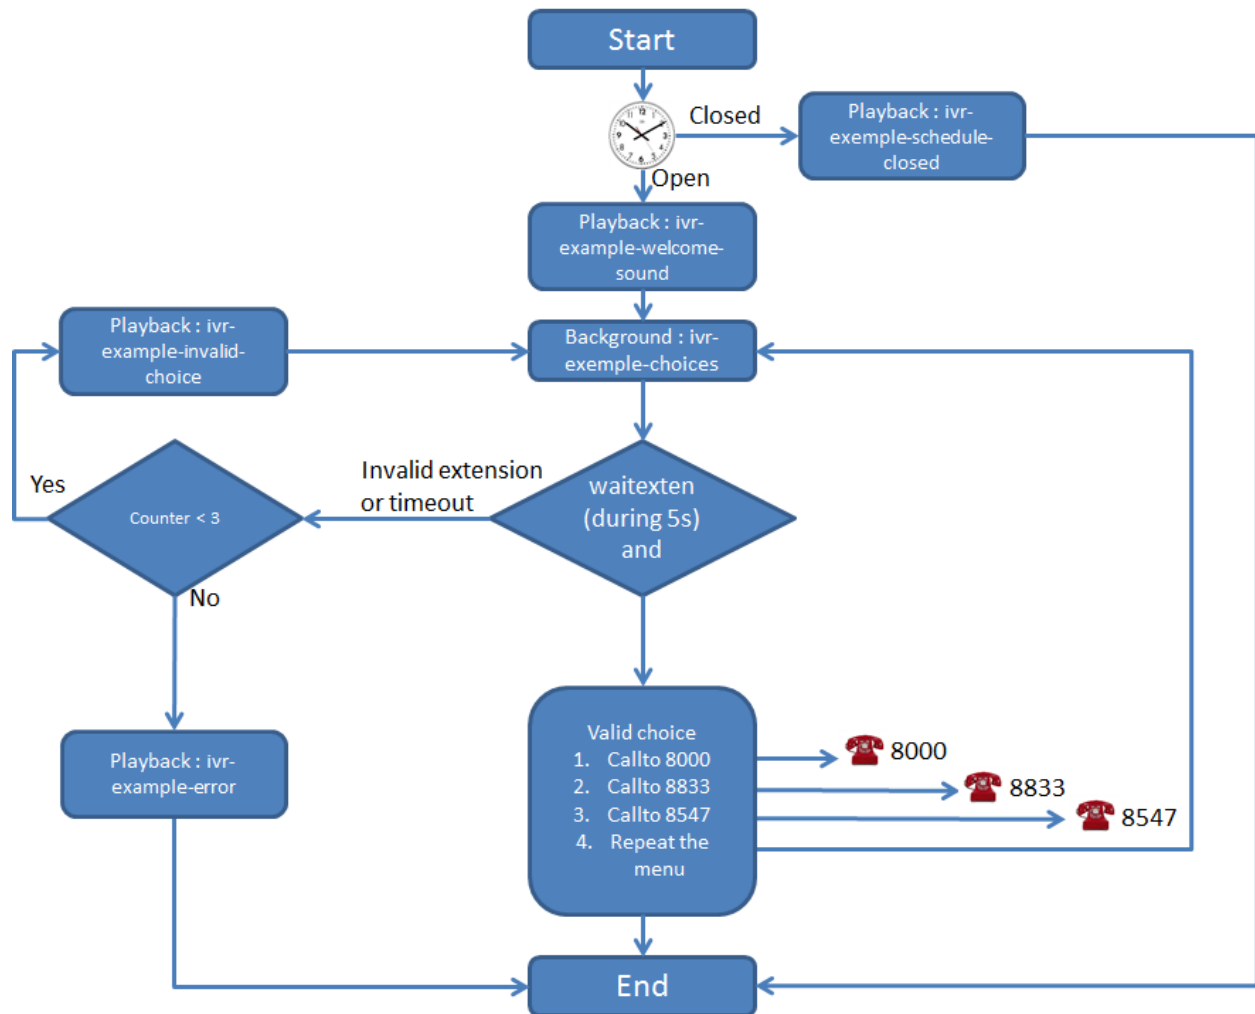 Start
Closed
Playback : ivr-
exemple-schedule-
closed
Open
Playback : ivr-
example-welcome-
sound
Playback : ivr-
example-invalid-
choice
Background : ivr-
exemple-choices
Yes
Counter < 3
Invalid extension
or timeout
waitexten
(during 5s)
and
No
Playback : ivr-
example-error
Valid choice
1. Callto 8000
2. Callto 8833
3. Callto 8547
4. Repeat the
menu
8000
8833
8547
End